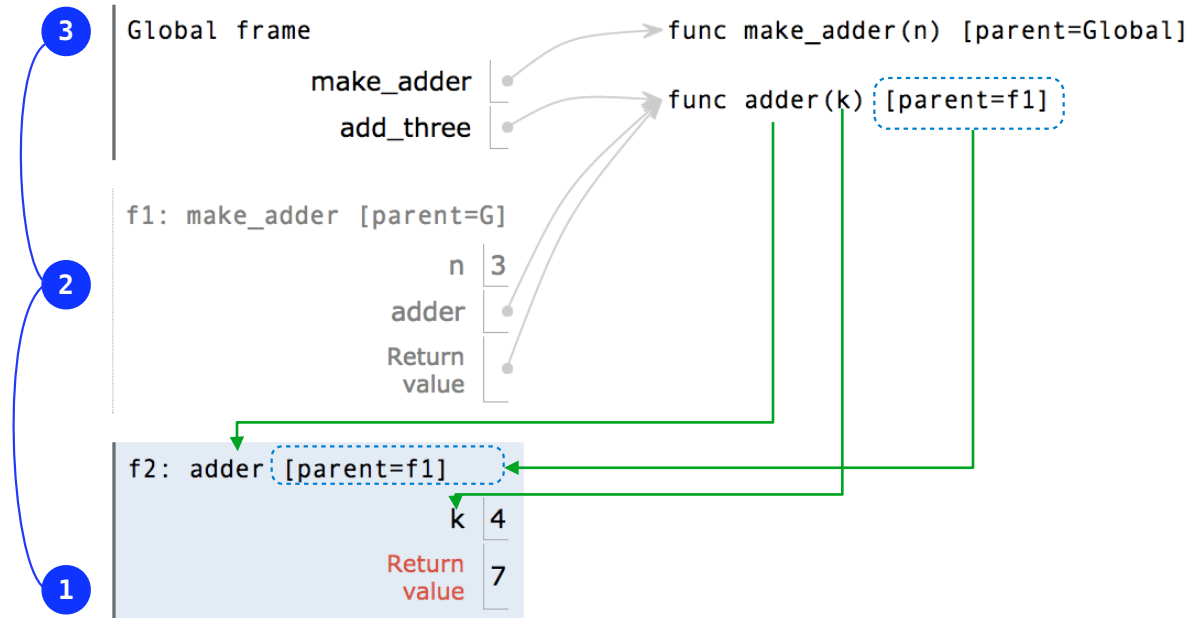 3
Global frame
func make_adder(n) [parent=Global]
make_adder
func adder(k) [parent=f1]
add_three
f1: make_adder [parent=G]
n 3
2
adder
Return
value
f2: adder [parent=f1]
k 4
Return
value
7
1